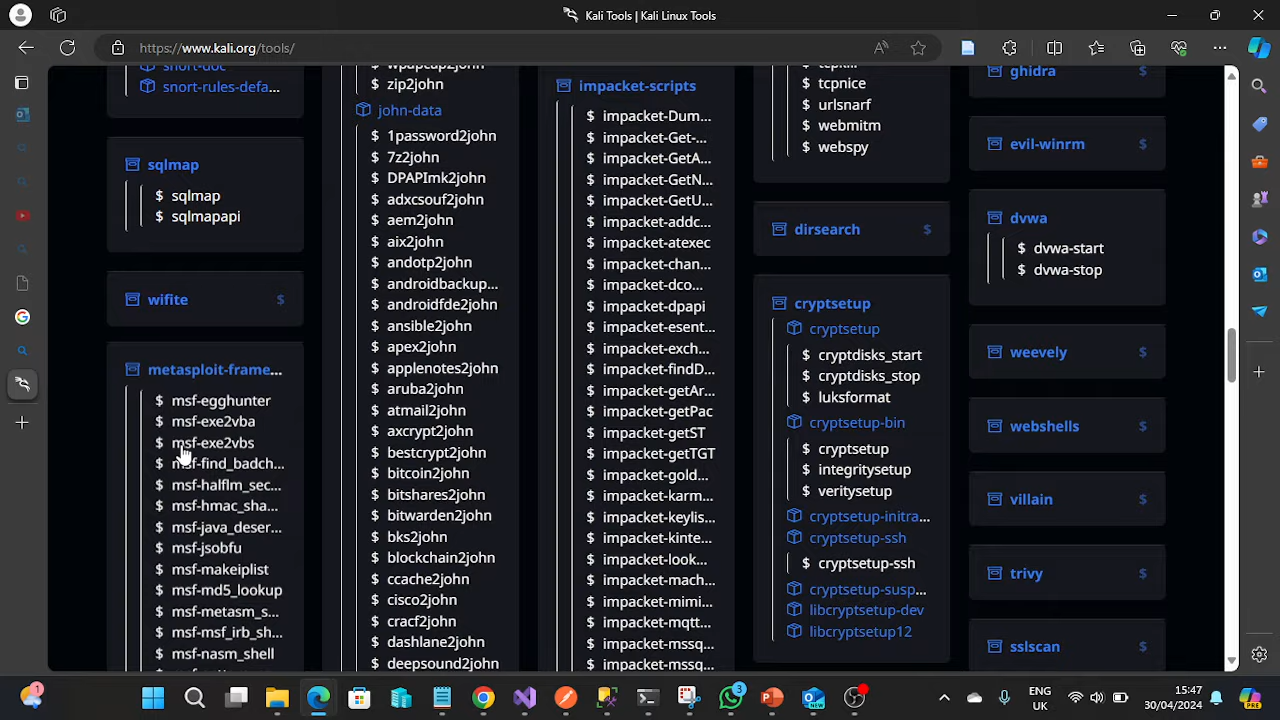 Kali Tools | Kali Linux Tools
https://www.kali.org/tools/
snort-doc
snort-rules-defa...
sqlmap
$ sqlmap
$ sqlmapapi
wifite $
metasploit-frame...
$ msf-egghunter
$ msf-exe2vba
$ msf-exe2vbs
$ msf-find_badch...
$ msf-halflm_sec...
$ msf-hmac_sha...
$ msf-java_deser...
$ msf-jsobfu
$ msf-makeiplist
$ msf-md5_lookup
$ msf-metasm_s...
$ msf-msf_irb_sh...
$ msf-nasm_shell
wpapcap2john
$ zip2john
john-data
$ 1password2john
$ 7z2john
$ DPAPImk2john
$ adxcsouf2john
$ aem2john
$ aix2john
$ andotp2john
$ androidbackup...
$ androidfde2john
$ ansible2john
$ apex2john
$ applenotes2john
$ aruba2john
$ atmail2john
$ axcrypt2john
$ bestcrypt2john
$ bitcoin2john
$ bitshares2john
$ bitwarden2john
$ bks2john
$ blockchain2john
$ ccache2john
$ cisco2john
$ cracf2john
$ dashlane2john
$ deepsound2john
impacket-scripts
$ impacket-Dum...
$ impacket-Get-...
$ impacket-GetA...
$ impacket-GetN...
$ impacket-GetU...
$ impacket-addc...
$ impacket-atexec
$ impacket-chan...
$ impacket-dco...
$ impacket-dpapi
$ impacket-esent...
$ impacket-exch...
$ impacket-findD...
$ impacket-getAr...
$ impacket-getPac
$ impacket-getST
$ impacket-getTGT
$ impacket-gold...
$ impacket-karm...
$ impacket-keylis...
$ impacket-kinte...
$ impacket-look...
$ impacket-mach...
$ impacket-mimi...
$ impacket-mqtt...
$ impacket-mssq...
$ impacket-mssq...
$ tcpkill
$ tcpnice
$ urlsnarf
$ webmitm
$ webspy
dirsearch $
cryptsetup
cryptsetup
$ cryptdisks_start
$ cryptdisks_stop
$ luksformat
cryptsetup-bin
$ cryptsetup
$ integritysetup
$ veritysetup
cryptsetup-initra...
cryptsetup-ssh
$ cryptsetup-ssh
cryptsetup-susp...
libcryptsetup-dev
libcryptsetup12
ghidra $
evil-winrm $
dvwa
$ dvwa-start
$ dvwa-stop
weevely $
webshells $
villain $
trivy $
sslscan $
1
3
NEW
ENG
UK
15:47
30/04/2024
PRE